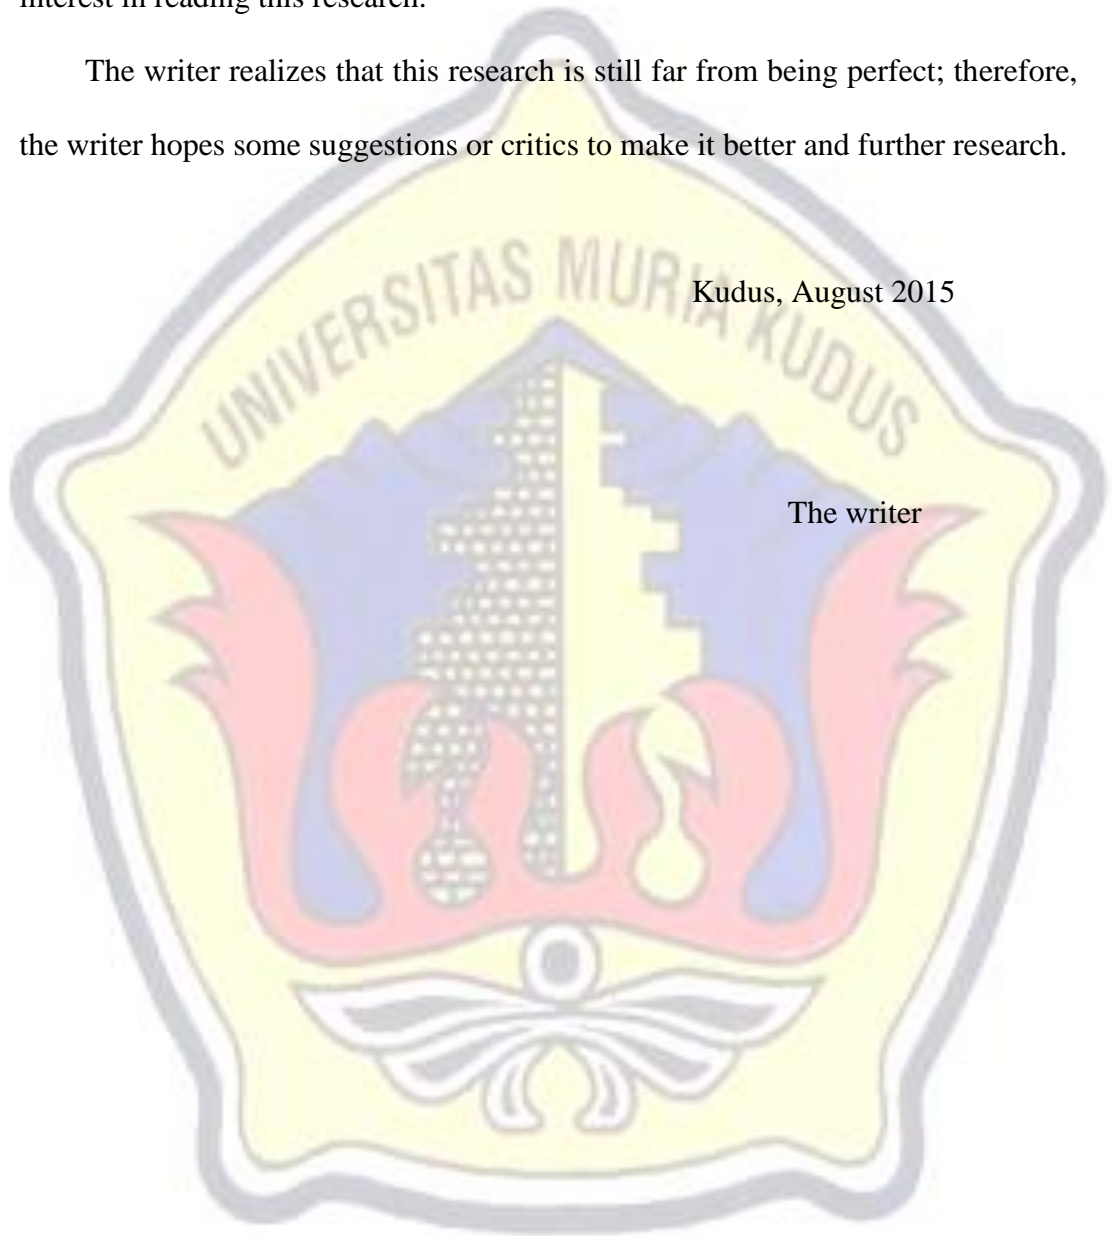 interest in reading this research.
The writer realizes that this research is still far from being perfect; therefore,
the writer hopes some suggestions or critics to make it better and further research.
UNIVERSITAS MURIA KUDUS
Kudus, August 2015
The writer